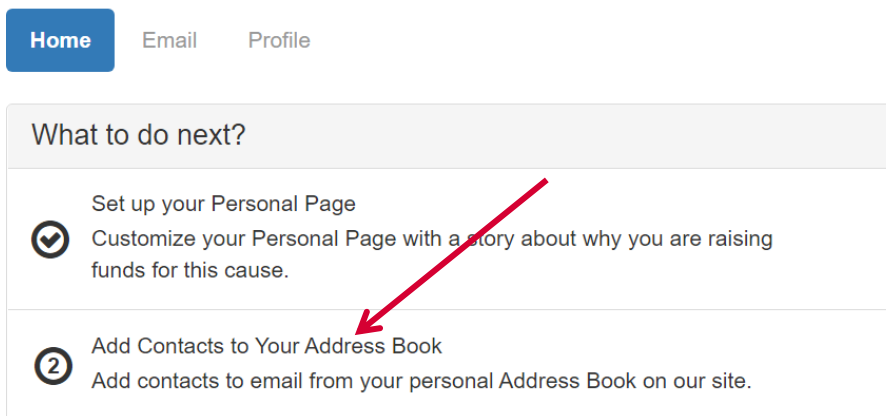 Home Email Profile
What to do next?
Set up your Personal Page
Customize your Personal Page with a story about why you are raising
funds for this cause.
Add Contacts to Your Address Book
2
Add contacts to email from your personal Address Book on our site.